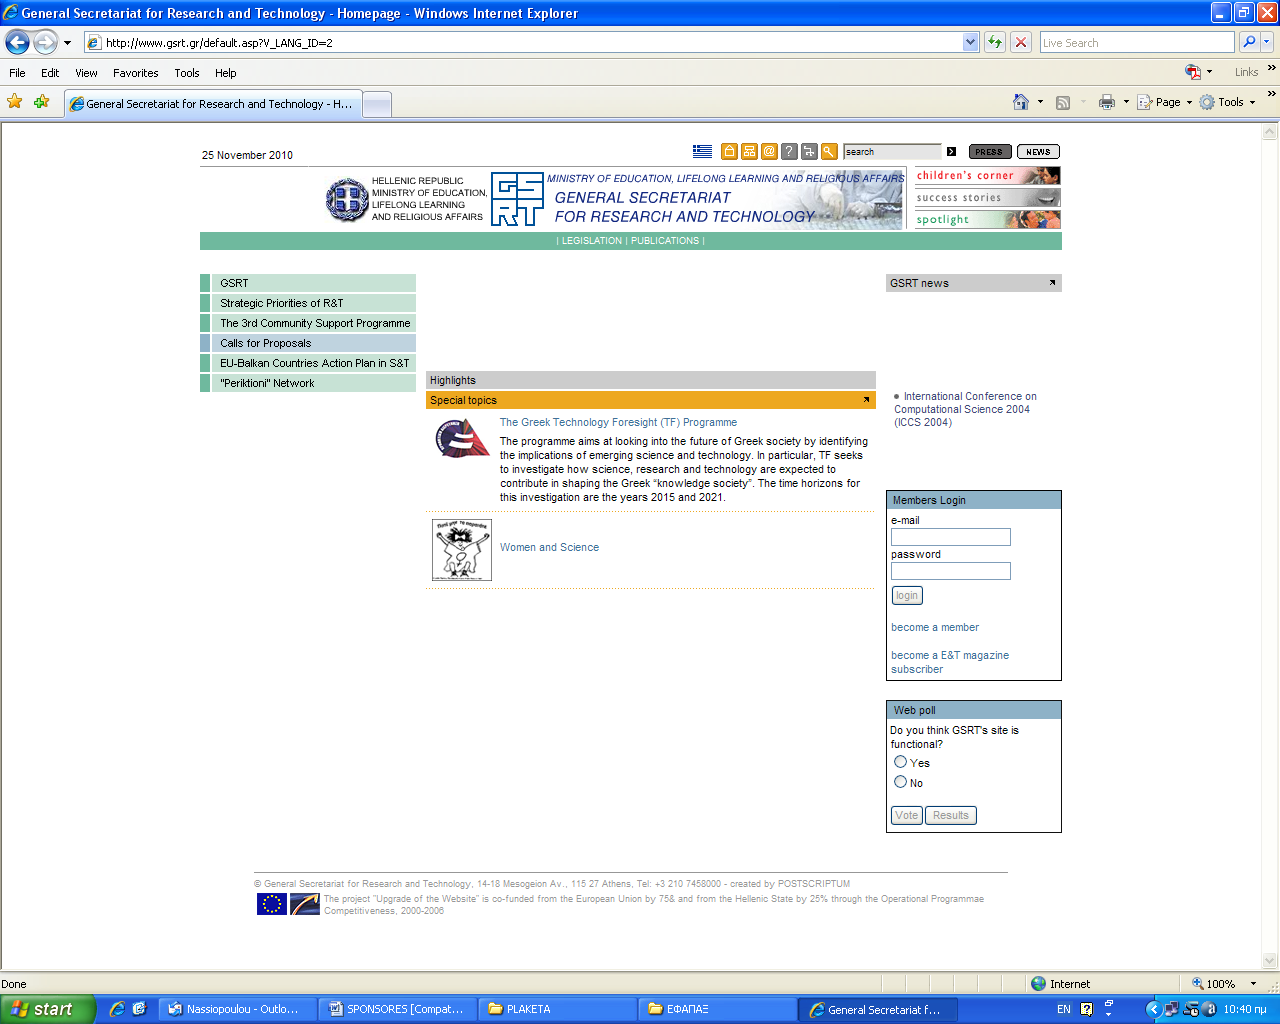 General Secretariat for Research and Technology - Homepage - Windows Internet Explorer
http://www.gsrt.gr/default.asp?V_LANG_ID=2
Live Search
File Edit View Favorites Tools Help
Links
General Secretariat for Research and Technology - H...
Page Tools
25 November 2010
search
PRESS NEWS
HELLENIC REPUBLIC
MINISTRY OF EDUCATION,
LIFELONG LEARNING
AND RELIGIOUS AFFAIRS
GSRT
MINISTRY OF EDUCATION, LIFELONG LEARNING AND RELIGIOUS AFFAIRS
GENERAL SECRETARIAT
FOR RESEARCH AND TECHNOLOGY
children's corner
success stories
spotlight
| LEGISLATION | PUBLICATIONS |
GSRT
Strategic Priorities of R&T
The 3rd Community Support Programme
Calls for Proposals
EU-Balkan Countries Action Plan in S&T
"Periktioni" Network
Highlights
Special topics
The Greek Technology Foresight (TF) Programme
The programme aims at looking into the future of Greek society by identifying
the implications of emerging science and technology. In particular, TF seeks
to investigate how science, research and technology are expected to
contribute in shaping the Greek “knowledge society”. The time horizons for
this investigation are the years 2015 and 2021.
Women and Science
GSRT news
International Conference on
Computational Science 2004
(ICCS 2004)
Members Login
e-mail
password
login
become a member
become a E&T magazine
subscriber
Web poll
Do you think GSRT's site is
functional?
Yes
No
Vote Results
© General Secretariat for Research and Technology, 14-18 Mesogeion Av., 115 27 Athens, Tel: +3 210 7458000 - created by POSTSCRIPTUM
The project "Upgrade of the Website" is co-funded from the European Union by 75& and from the Hellenic State by 25% through the Operational Programmae
Competitiveness, 2000-2006
Done
Internet
100%
start
Nassiopoulou - Outlo...
SPONSORES [Compat...
PLAKETA
ΕΦΑΠΑΞ
General Secretariat f...
EN
10:40 πμ